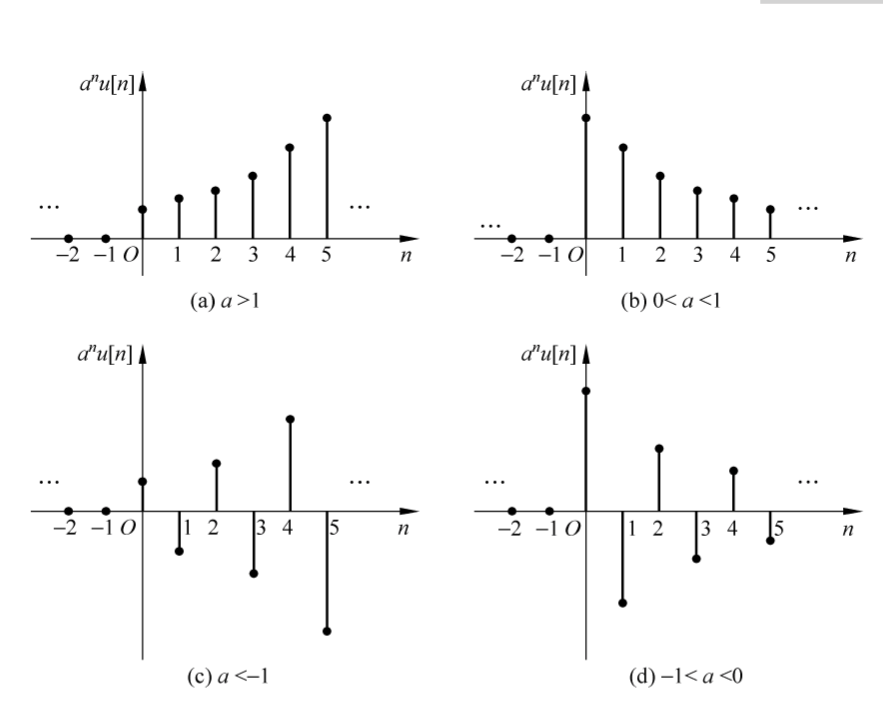 aⁿu[n]
... ...
−2 −1 O 1 2 3 4 5 n
(a) a >1
aⁿu[n]
... ...
−2 −1 O 1 2 3 4 5 n
(b) 0< a <1
aⁿu[n]
... ...
−2 −1 O 1 2 3 4 5 n
(c) a <−1
aⁿu[n]
... ...
−2 −1 O 1 2 3 4 5 n
(d) −1< a <0